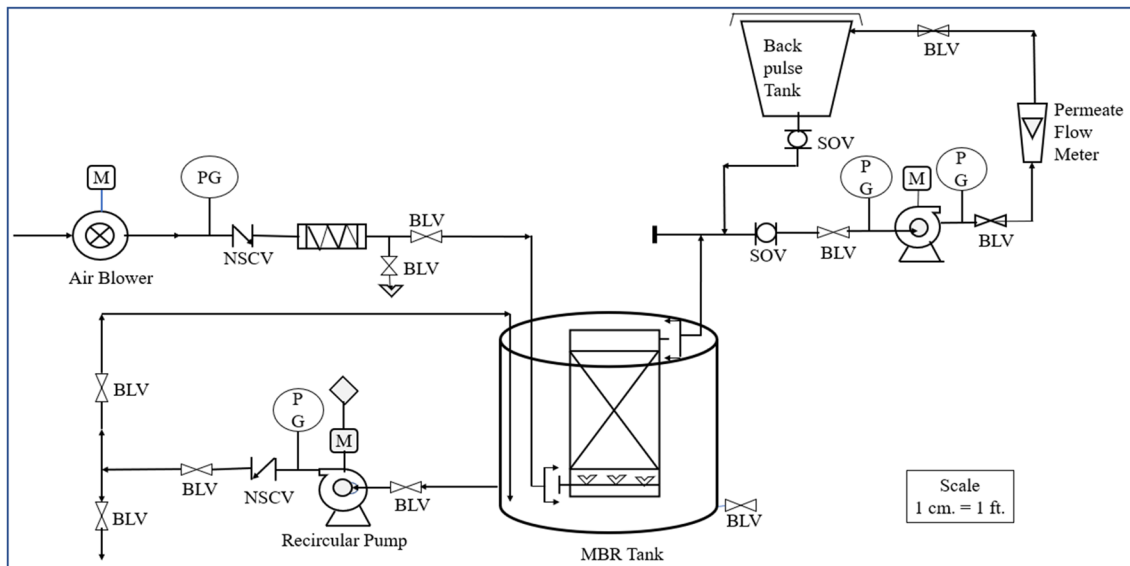 Back
pulse
Tank
BLV
Permeate
Flow
Meter
SOV
P
G
M
P
G
M
PG
BLV
NSCV
BLV
Air Blower
SOV
BLV
BLV
BLV
P
G
M
BLV
NSCV
BLV
BLV
Recircular Pump
BLV
MBR Tank
Scale
1 cm. = 1 ft.